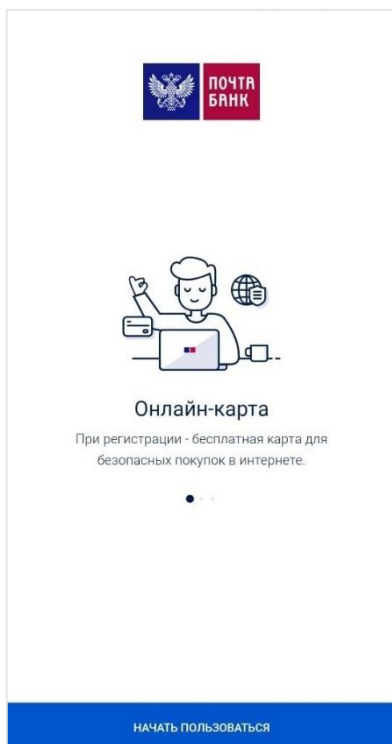 ПОЧТА
БАНК
Онлайн-карта
При регистрации - бесплатная карта для
безопасных покупок в интернете.
НАЧАТЬ ПОЛЬЗОВАТЬСЯ